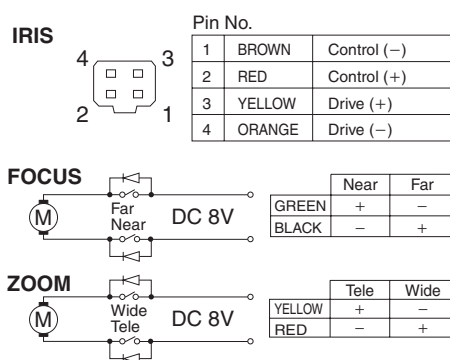 IRIS
4 3
2 1
Pin No.
1 BROWN Control (−)
2 RED Control (+)
3 YELLOW Drive (+)
4 ORANGE Drive (−)
FOCUS
M
Far
Near
DC 8V
Near Far
GREEN + −
BLACK − +
ZOOM
M
Wide
Tele
DC 8V
Tele Wide
YELLOW + −
RED − +